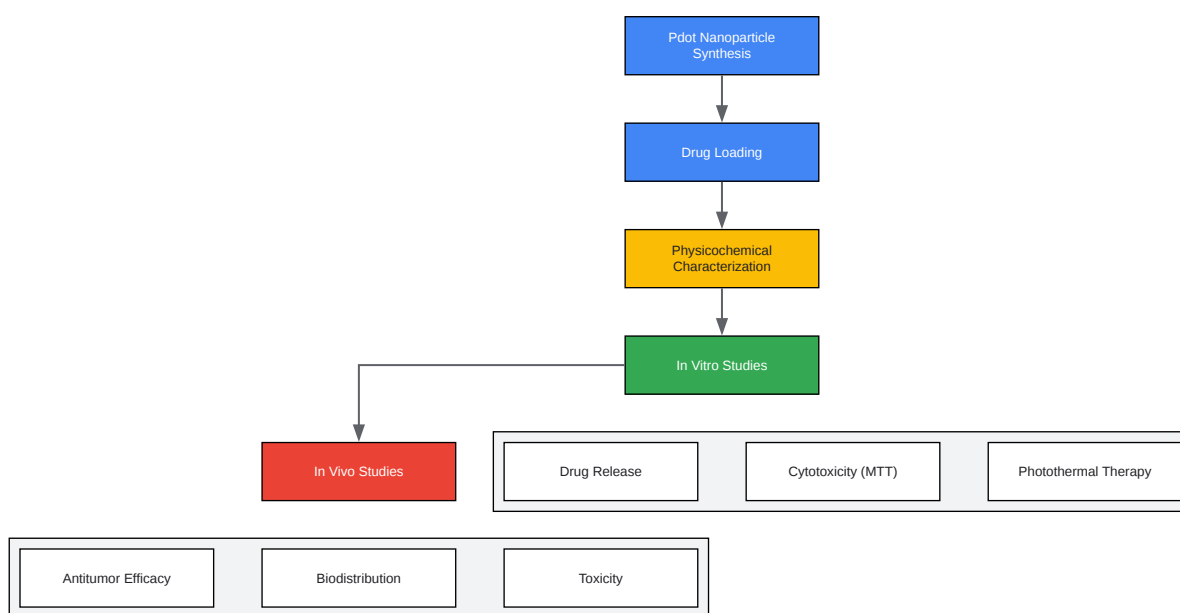 Pdot Nanoparticle
Synthesis
Drug Loading
Physicochemical
Characterization
In Vitro Studies
In Vivo Studies
Drug Release
Cytotoxicity (MTT)
Photothermal Therapy
Antitumor Efficacy
Biodistribution
Toxicity